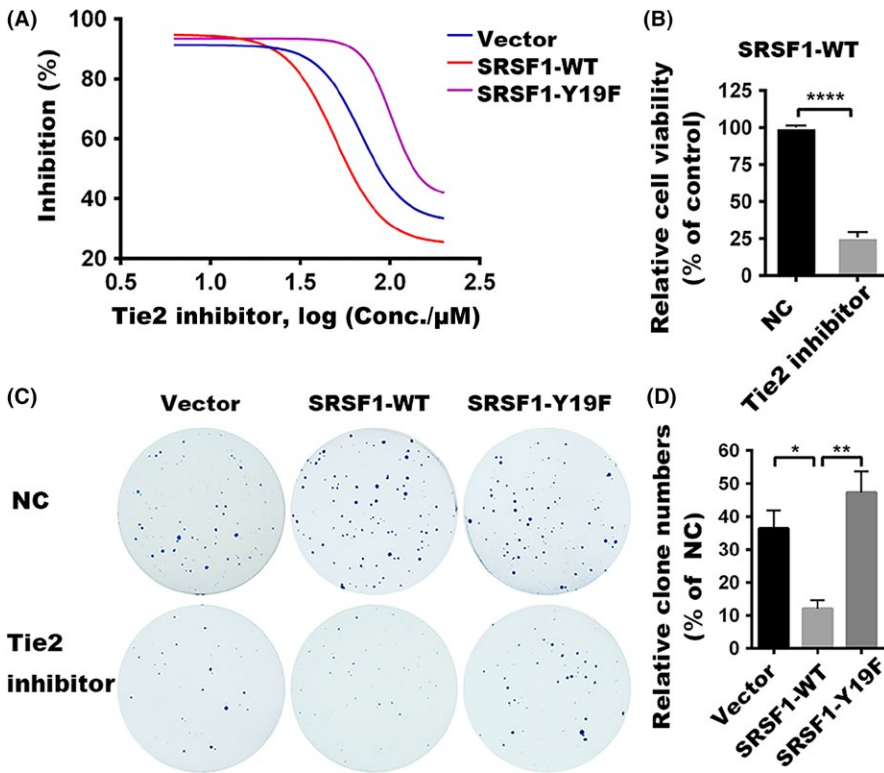 (A)
Inhibition (%)
100
80
60
40
20
0.5 1.0 1.5 2.0 2.5
Tie2 inhibitor, log (Conc./μM)
Vector
SRSF1-WT
SRSF1-Y19F
(B)
SRSF1-WT
Relative cell viability
(% of control)
125
100
75
50
25
0
****
NC
Tie2 inhibitor
(C)
Vector SRSF1-WT SRSF1-Y19F
NC
Tie2
inhibitor
(D)
Relative clone numbers
(% of NC)
60
50
40
30
20
10
0
* **
Vector
SRSF1-WT
SRSF1-Y19F